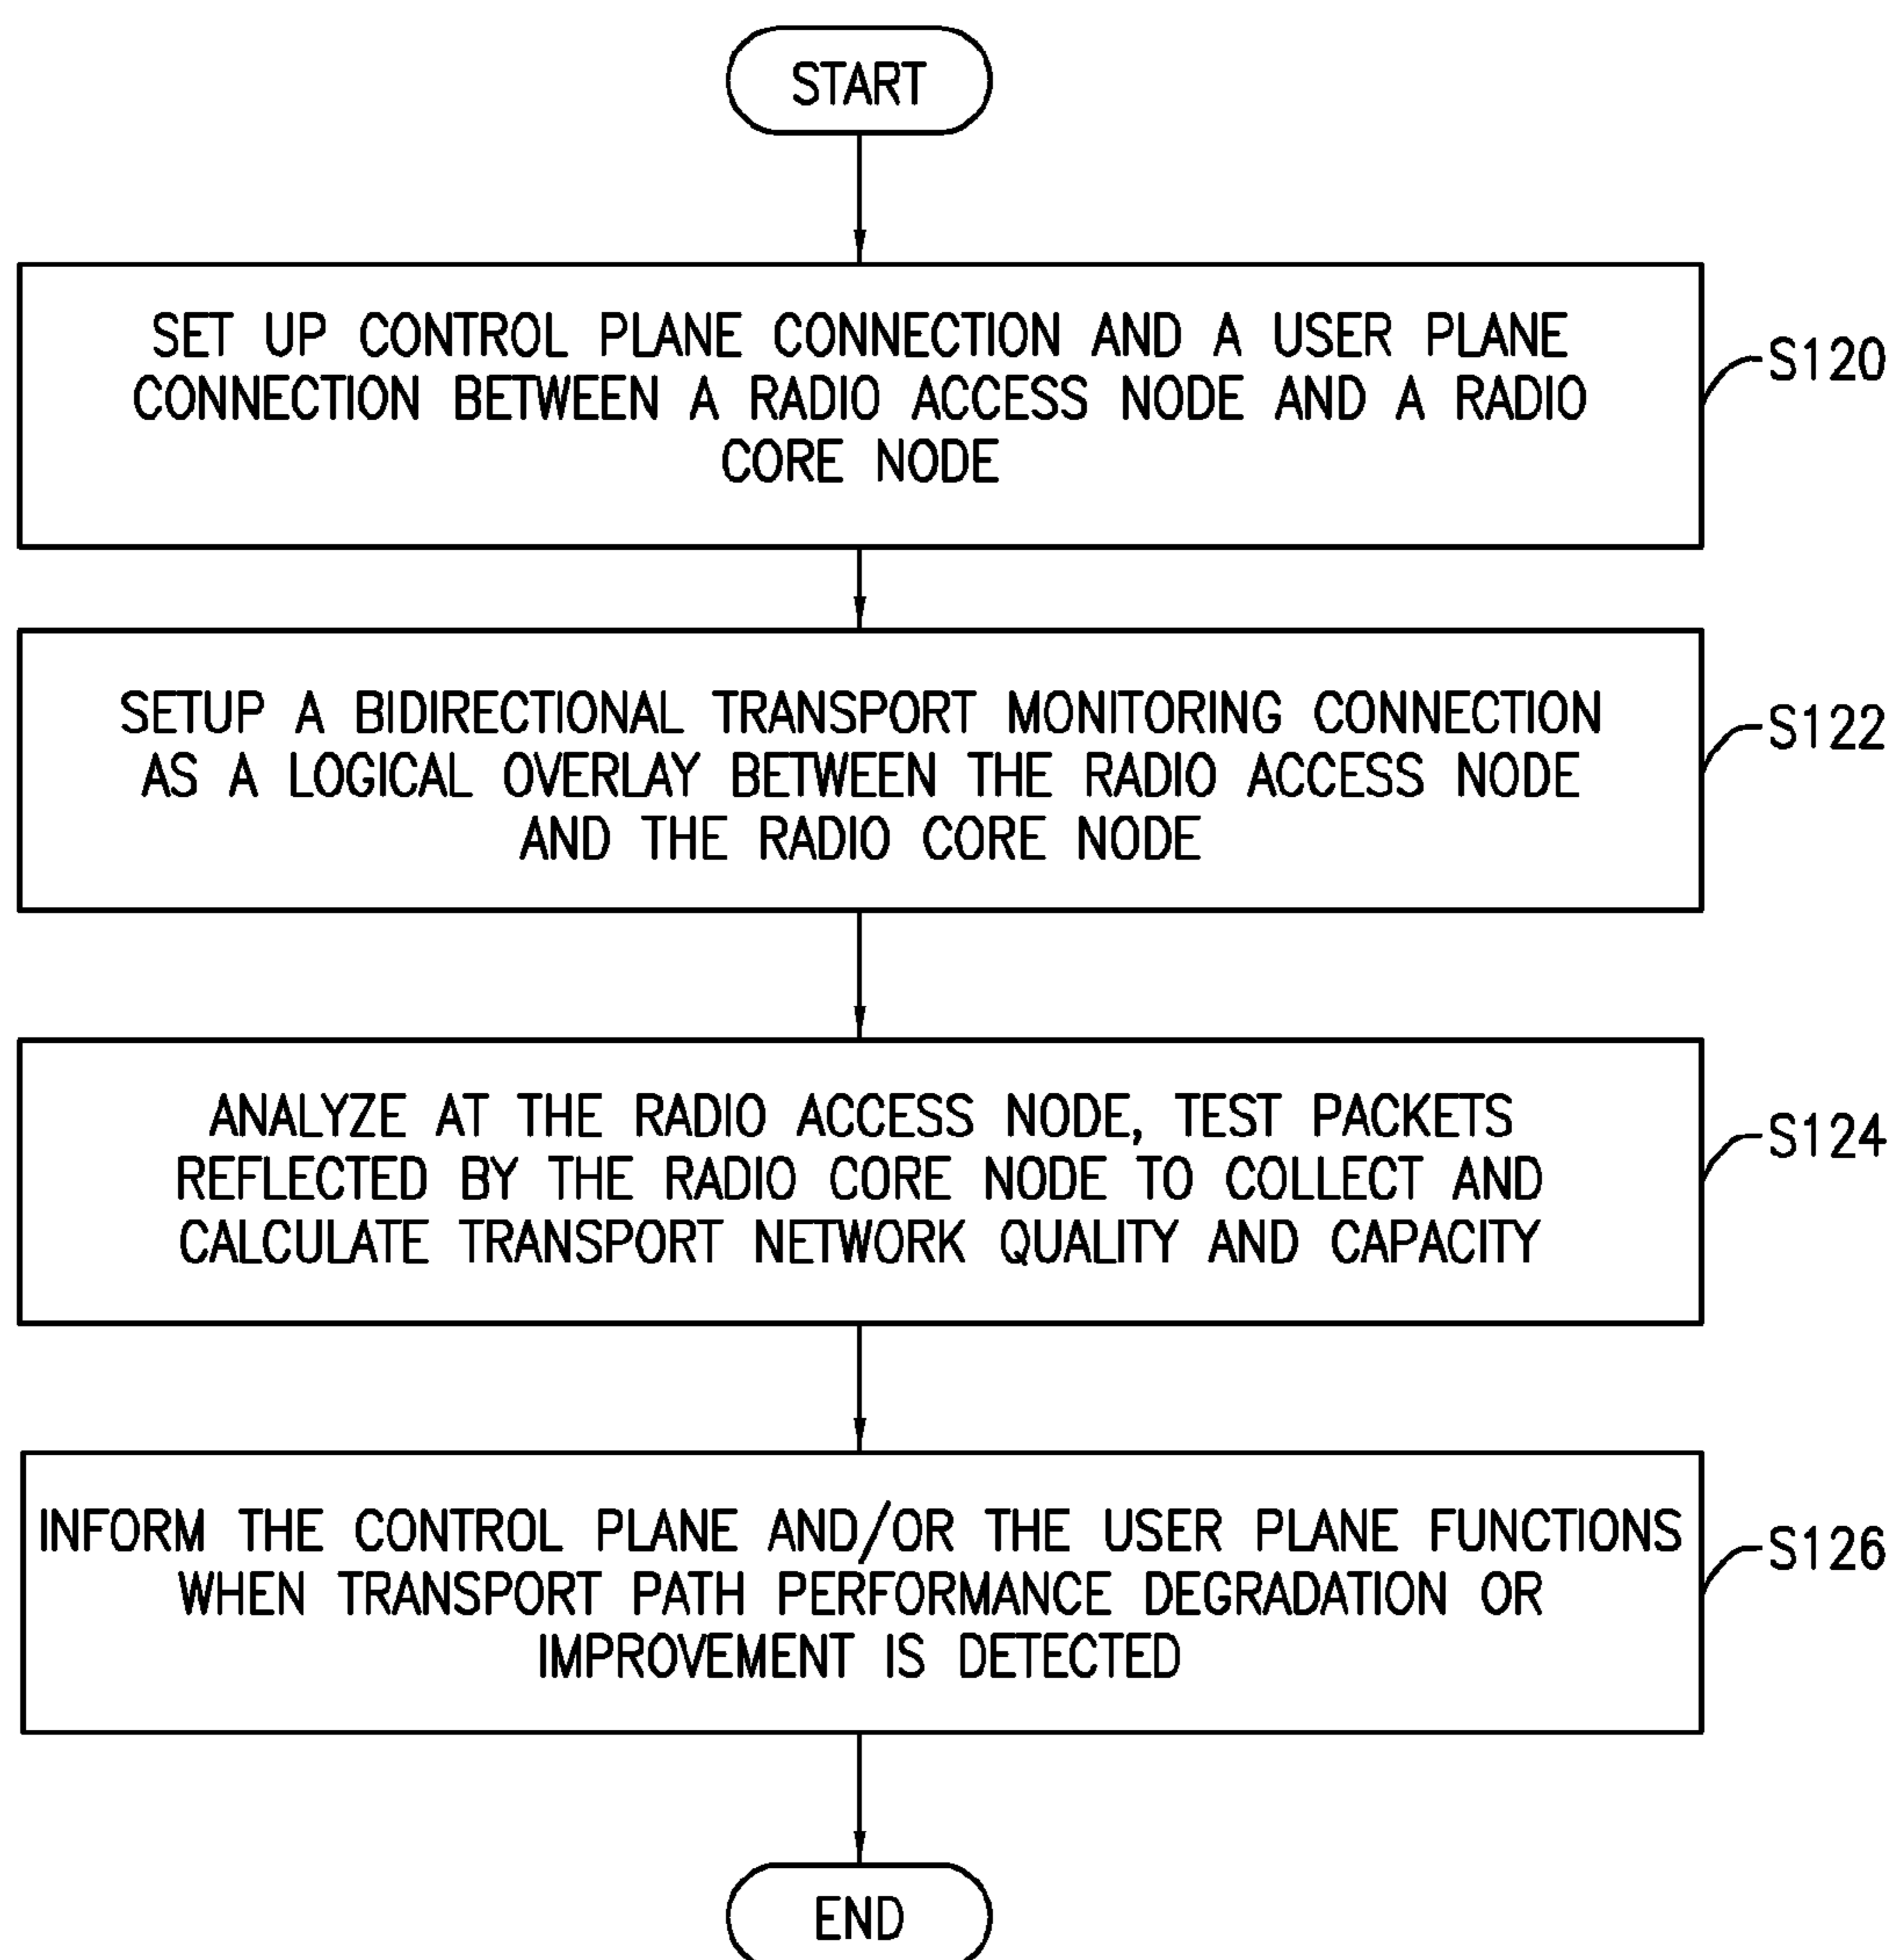 START
SET UP CONTROL PLANE CONNECTION AND A USER PLANE
CONNECTION BETWEEN A RADIO ACCESS NODE AND A RADIO
CORE NODE
S120
SETUP A BIDIRECTIONAL TRANSPORT MONITORING CONNECTION
AS A LOGICAL OVERLAY BETWEEN THE RADIO ACCESS NODE
AND THE RADIO CORE NODE
S122
ANALYZE AT THE RADIO ACCESS NODE, TEST PACKETS
REFLECTED BY THE RADIO CORE NODE TO COLLECT AND
CALCULATE TRANSPORT NETWORK QUALITY AND CAPACITY
S124
INFORM THE CONTROL PLANE AND/OR THE USER PLANE FUNCTIONS
WHEN TRANSPORT PATH PERFORMANCE DEGRADATION OR
IMPROVEMENT IS DETECTED
S126
END